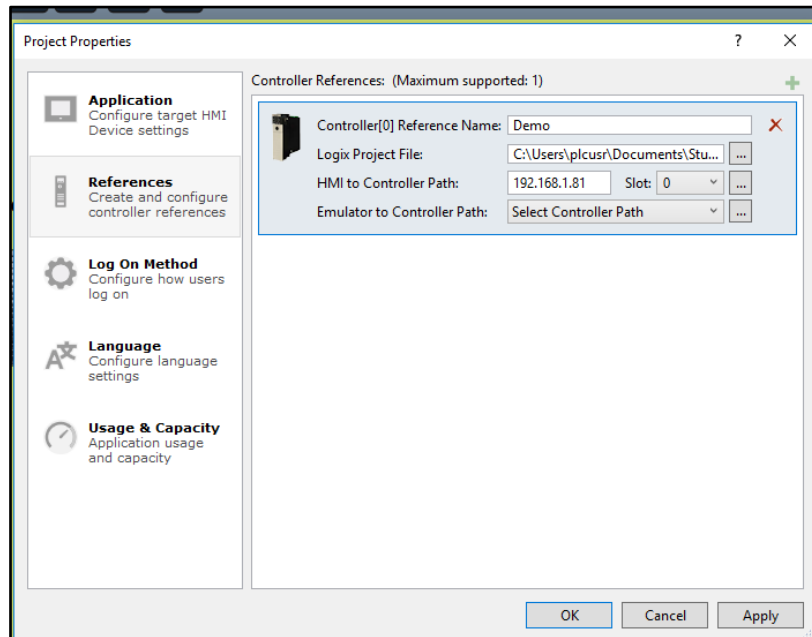 Project Properties
?
Application
Configure target HMI
Device settings
References
Create and configure
controller references
Log On Method
Configure how users
log on
Language
Configure language
settings
Usage & Capacity
Application usage
and capacity
Controller References: (Maximum supported: 1)
Controller[0] Reference Name: Demo
Logix Project File: C:\Users\plcusr\Documents\Stu... ...
HMI to Controller Path: 192.168.1.81 Slot: 0 ...
Emulator to Controller Path: Select Controller Path ...
OK Cancel Apply